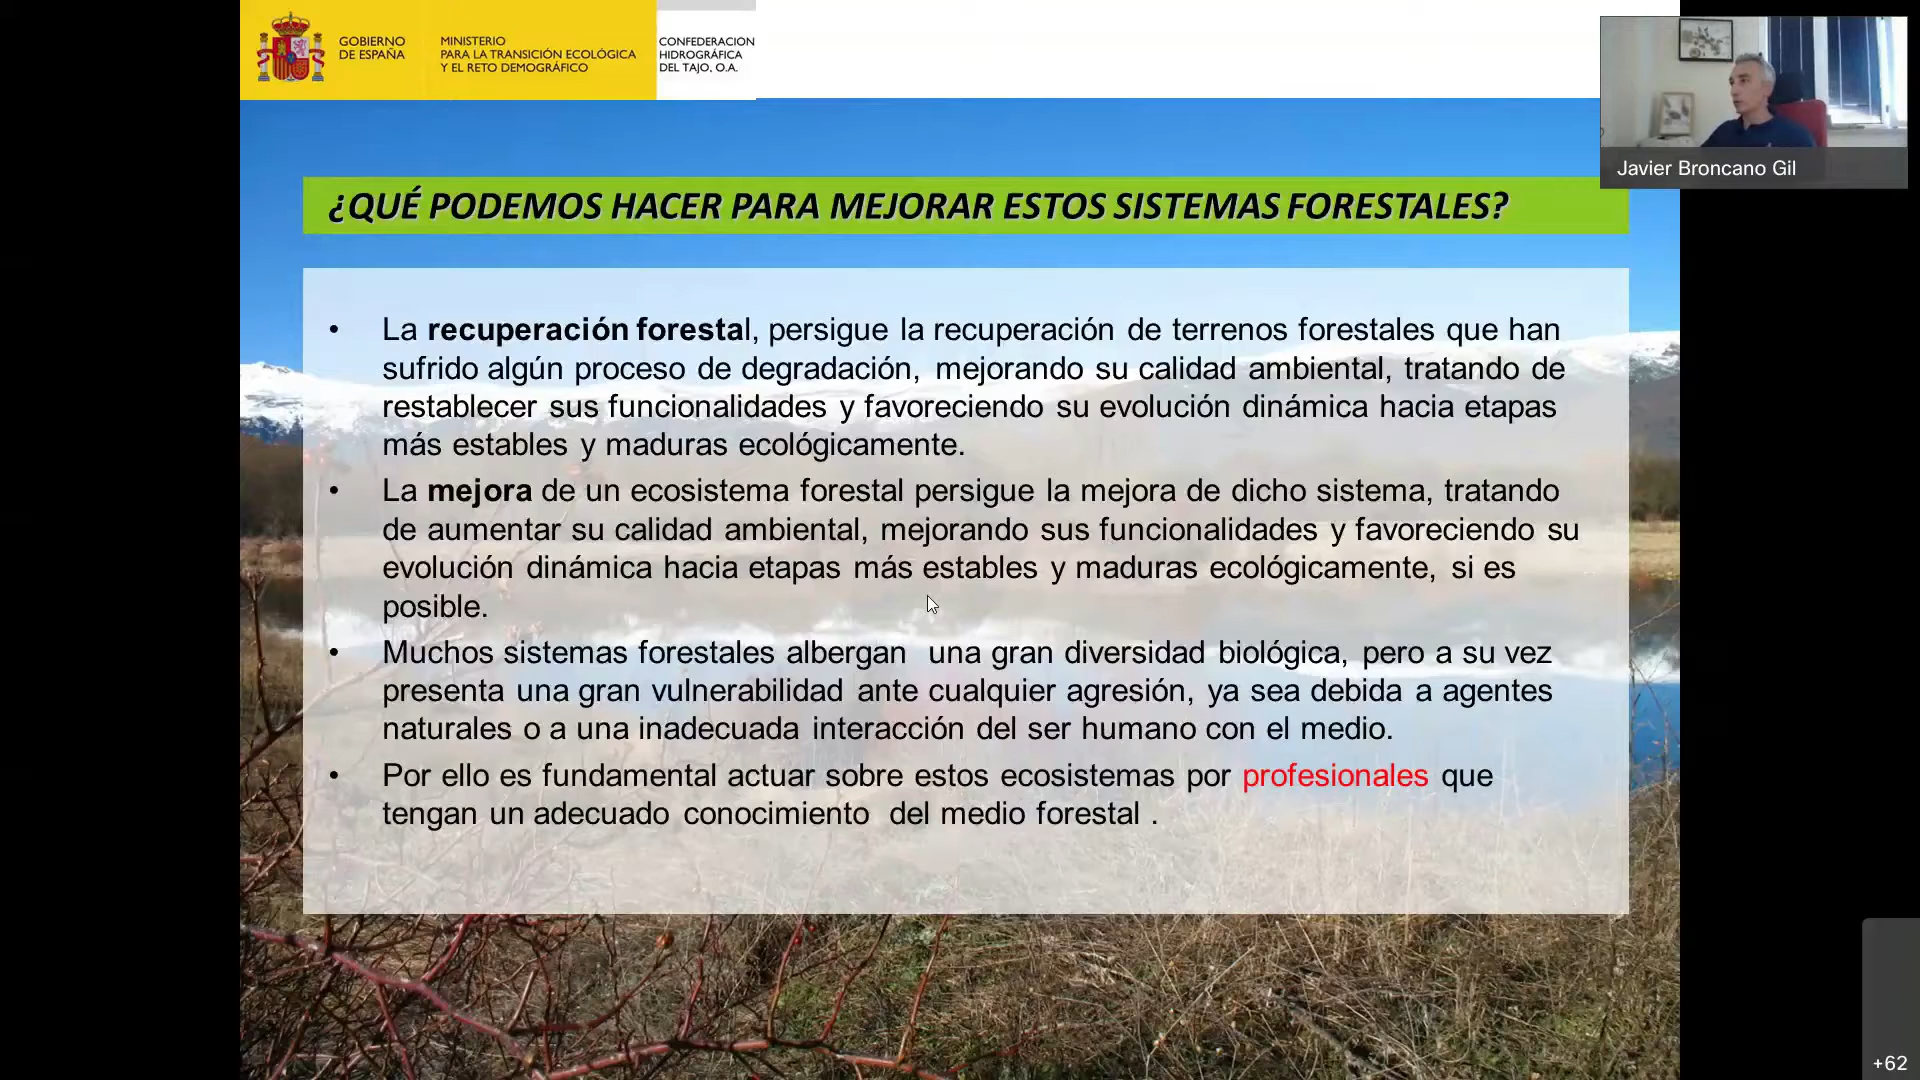 GOBIERNO
DE ESPAÑA
MINISTERIO
PARA LA TRANSICIÓN ECOLÓGICA
Y EL RETO DEMOGRÁFICO
CONFEDERACION
HIDROGRÁFICA
DEL TAJO, O.A.
Javier Broncano Gil
¿QUÉ PODEMOS HACER PARA MEJORAR ESTOS SISTEMAS FORESTALES?
• La recuperación forestal, persigue la recuperación de terrenos forestales que han
sufrido algún proceso de degradación, mejorando su calidad ambiental, tratando de
restablecer sus funcionalidades y favoreciendo su evolución dinámica hacia etapas
más estables y maduras ecológicamente.
• La mejora de un ecosistema forestal persigue la mejora de dicho sistema, tratando
de aumentar su calidad ambiental, mejorando sus funcionalidades y favoreciendo su
evolución dinámica hacia etapas más estables y maduras ecológicamente, si es
posible.
• Muchos sistemas forestales albergan una gran diversidad biológica, pero a su vez
presenta una gran vulnerabilidad ante cualquier agresión, ya sea debida a agentes
naturales o a una inadecuada interacción del ser humano con el medio.
• Por ello es fundamental actuar sobre estos ecosistemas por profesionales que
tengan un adecuado conocimiento del medio forestal .
+62